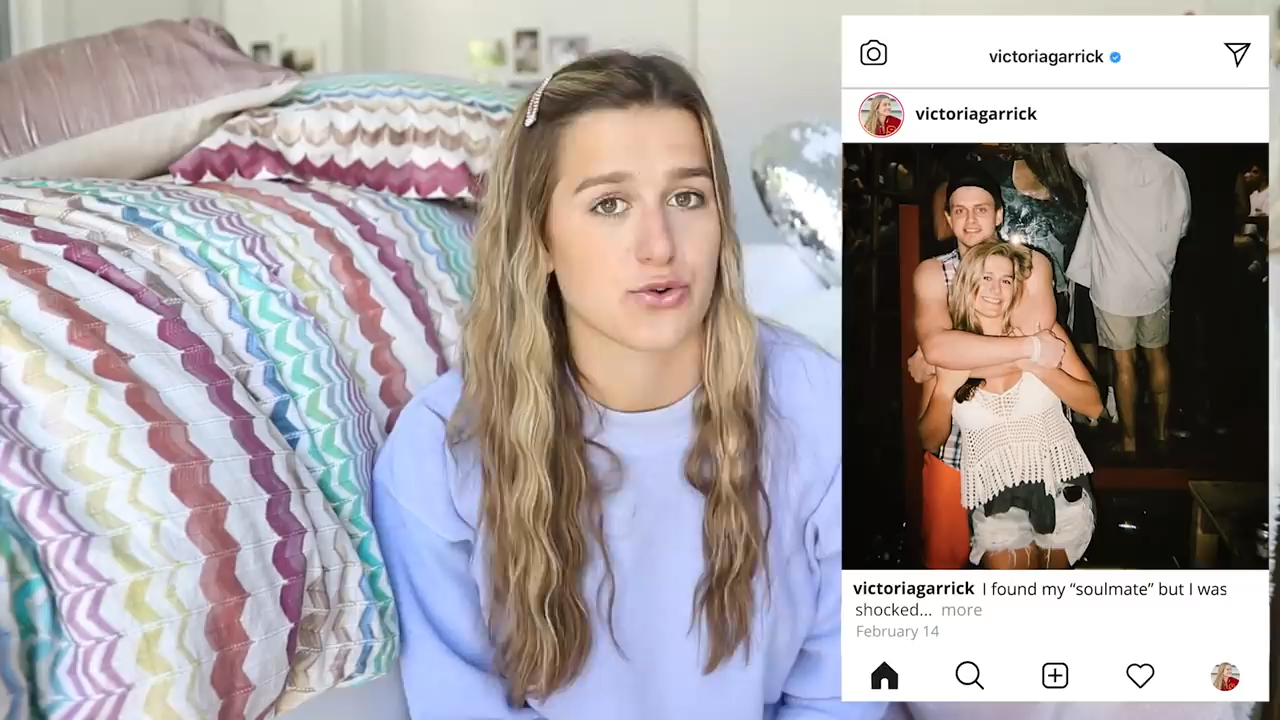 victoriagarrick
victoriagarrick
victoriagarrick I found my “soulmate” but I was
shocked... more
February 14